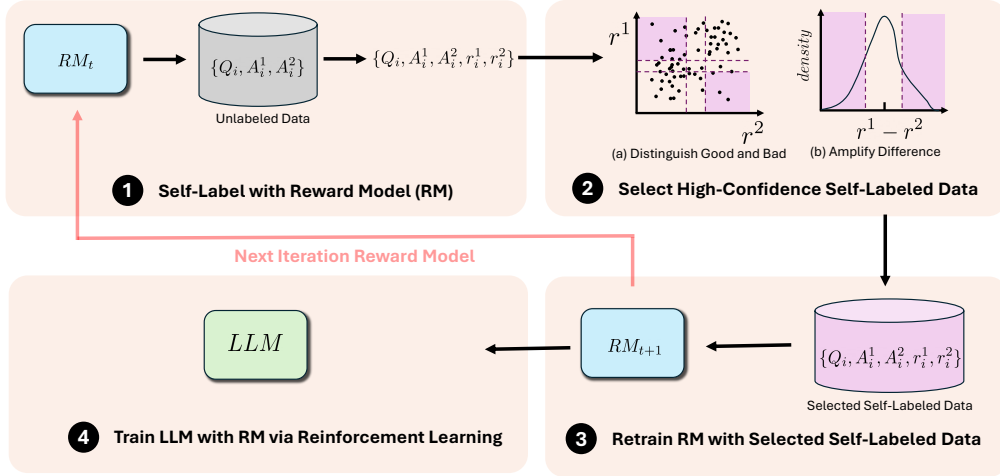 $RM_t$
$\{Q_i, A_i^1, A_i^2\}$
Unlabeled Data
$\{Q_i, A_i^1, A_i^2, r_i^1, r_i^2\}$
1 Self-Label with Reward Model (RM)
$r^1$
$r^2$
(a) Distinguish Good and Bad
density
$r^1 - r^2$
(b) Amplify Difference
2 Select High-Confidence Self-Labeled Data
Next Iteration Reward Model
$\{Q_i, A_i^1, A_i^2, r_i^1, r_i^2\}$
Selected Self-Labeled Data
$RM_{t+1}$
3 Retrain RM with Selected Self-Labeled Data
LLM
4 Train LLM with RM via Reinforcement Learning